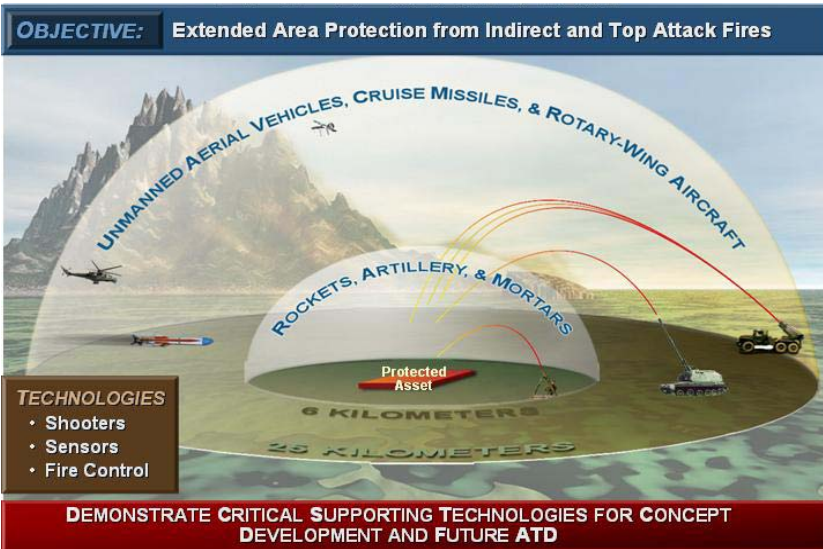 OBJECTIVE: Extended Area Protection from Indirect and Top Attack Fires
UNMANNED AERIAL VEHICLES, CRUISE MISSILES, & ROTARY-WING AIRCRAFT
ROCKETS, ARTILLERY, & MORTARS
Protected
Asset
6 KILOMETERS
25 KILOMETERS
TECHNOLOGIES
• Shooters
• Sensors
• Fire Control
DEMONSTRATE CRITICAL SUPPORTING TECHNOLOGIES FOR CONCEPT
DEVELOPMENT AND FUTURE ATD